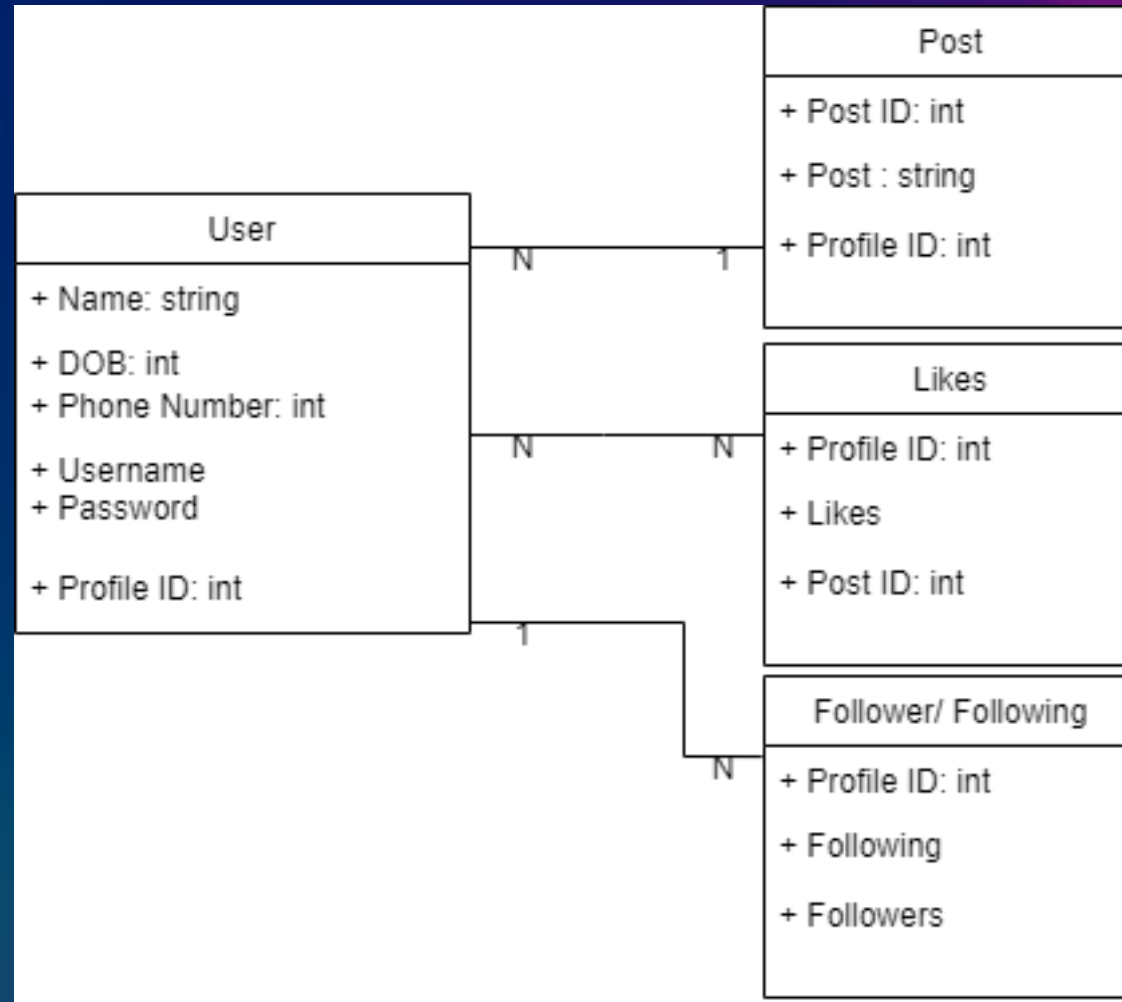 Post
+ Post ID: int
+ Post : string
+ Profile ID: int
User
+ Name: string
+ DOB: int
+ Phone Number: int
+ Username
+ Password
+ Profile ID: int
N
1
N
N
1
N
Likes
+ Profile ID: int
+ Likes
+ Post ID: int
Follower/ Following
+ Profile ID: int
+ Following
+ Followers